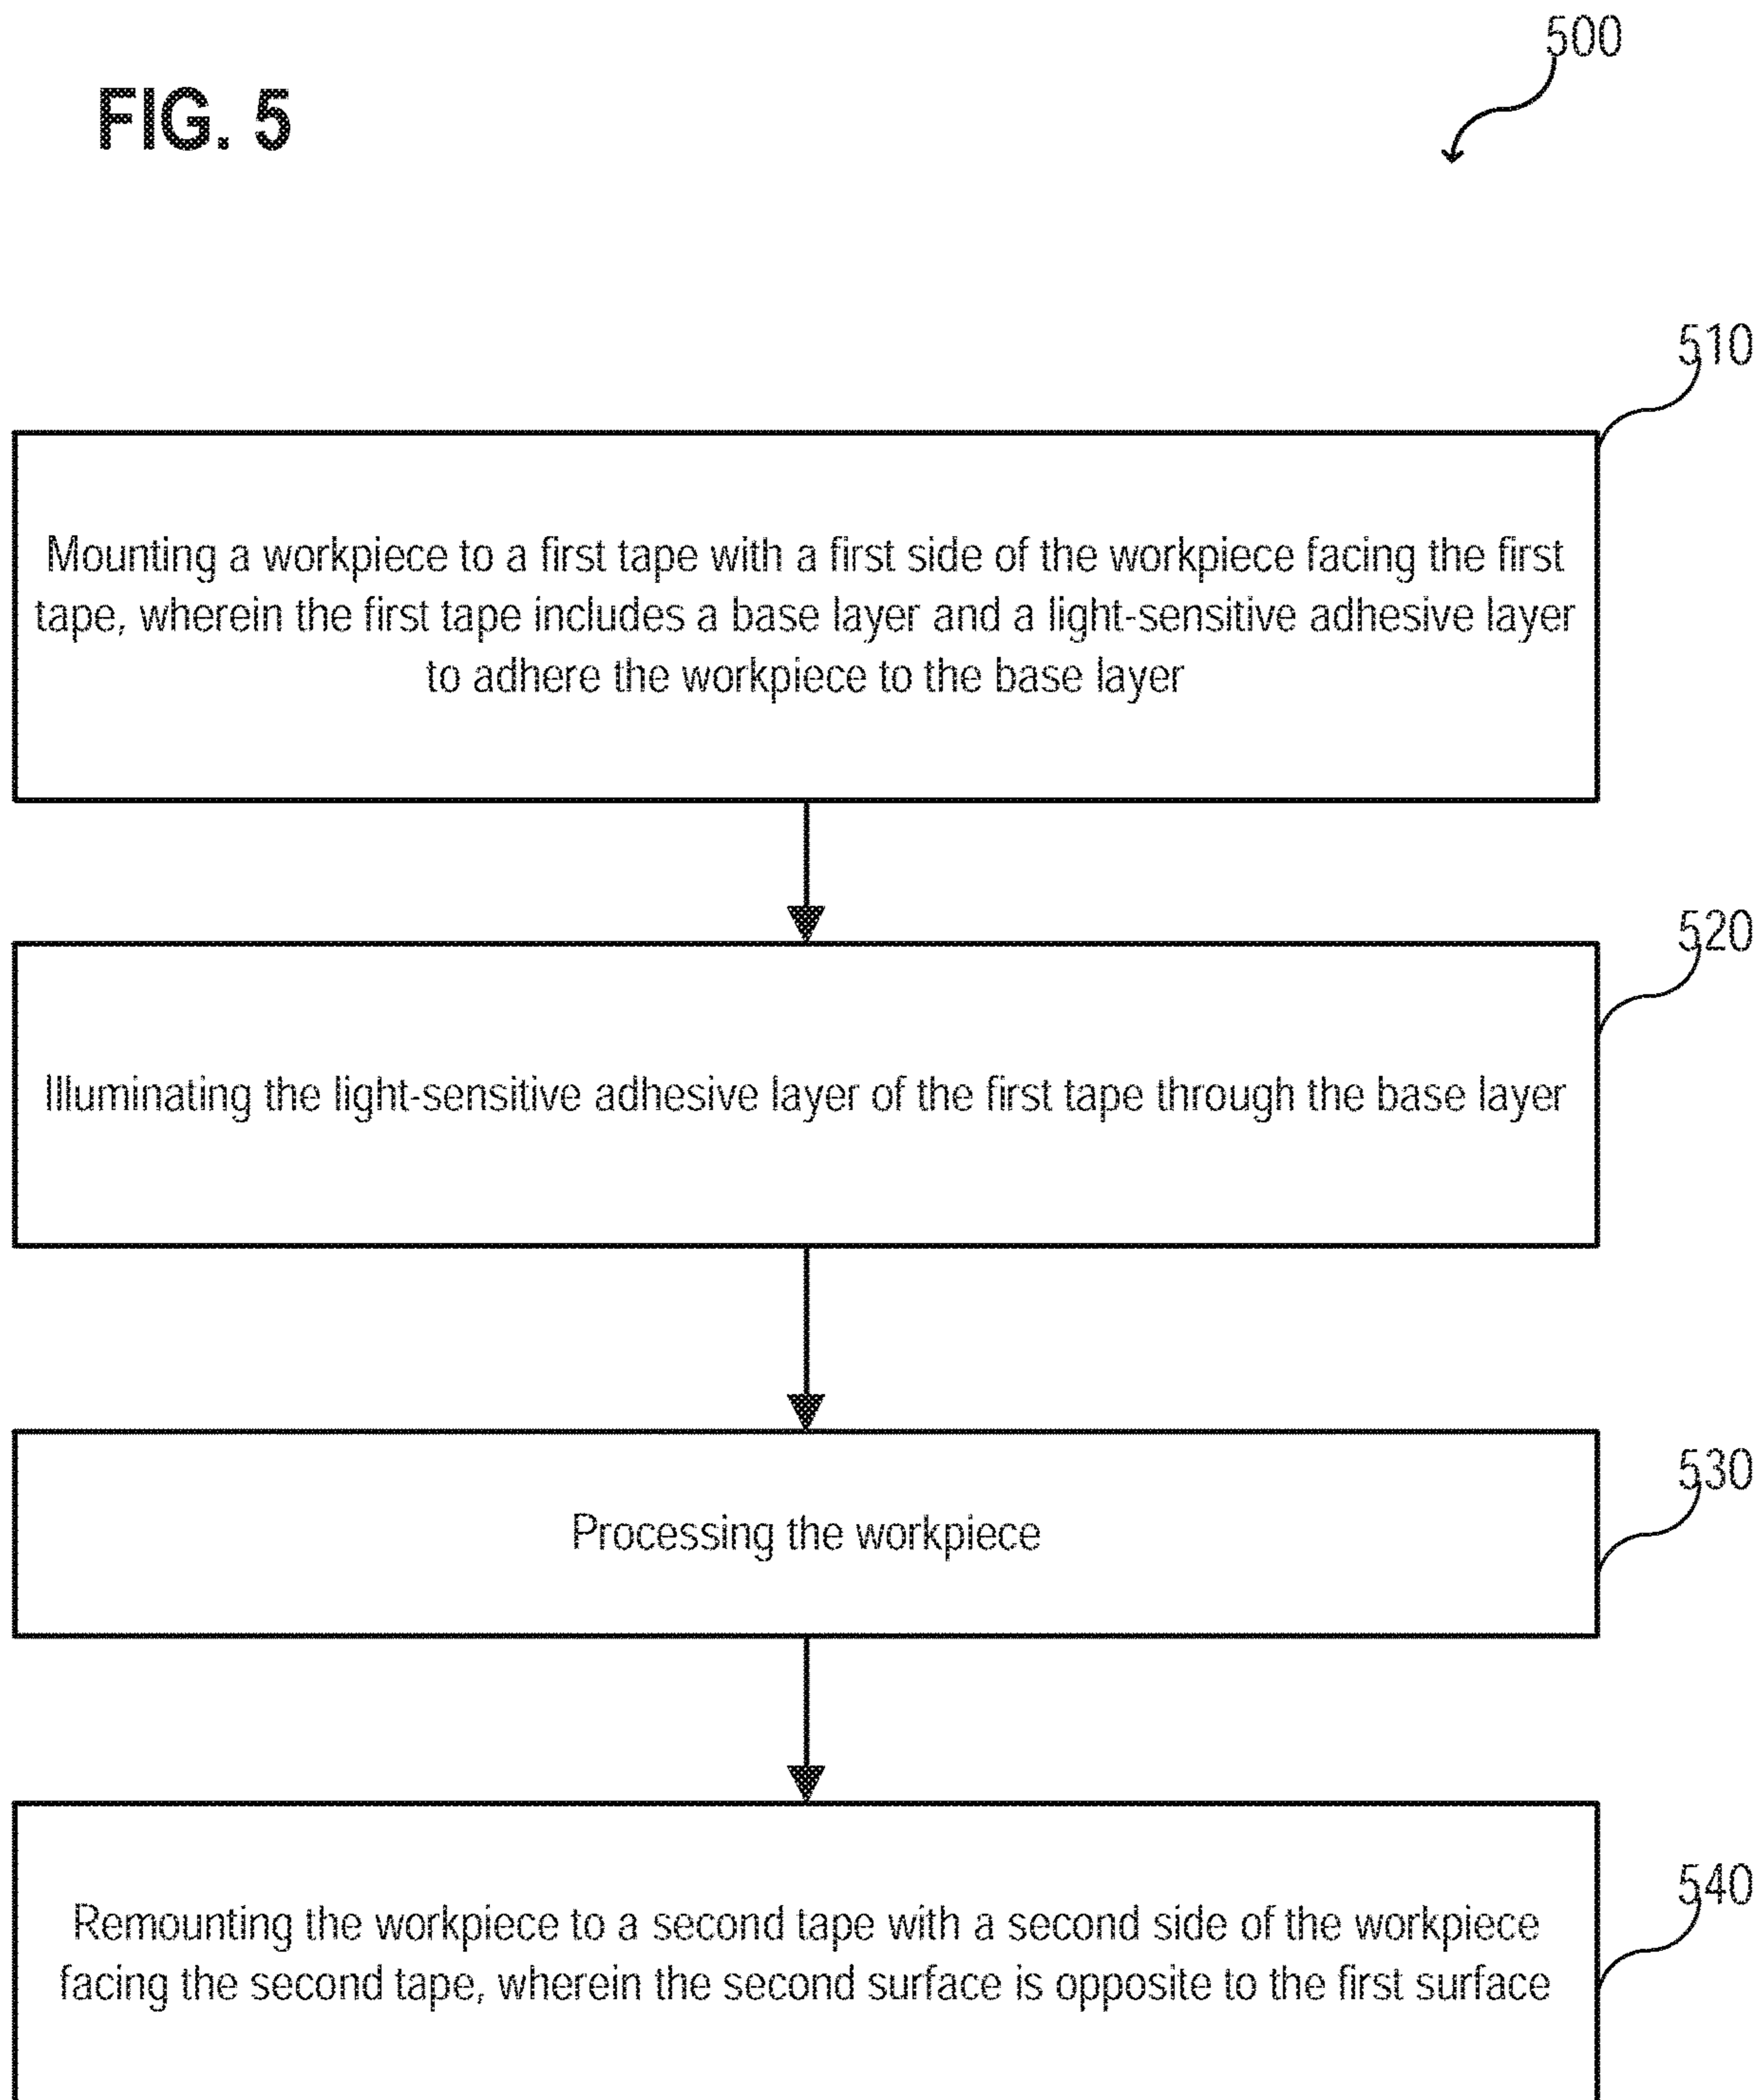 500
FIG. 5
510
Mounting a workpiece to a first tape with a first side of the workpiece facing the first
tape, wherein the first tape includes a base layer and a light-sensitive adhesive layer
to adhere the workpiece to the base layer
520
Illuminating the light-sensitive adhesive layer of the first tape through the base layer
530
Processing the workpiece
540
Remounting the workpiece to a second tape with a second side of the workpiece
facing the second tape, wherein the second surface is opposite to the first surface